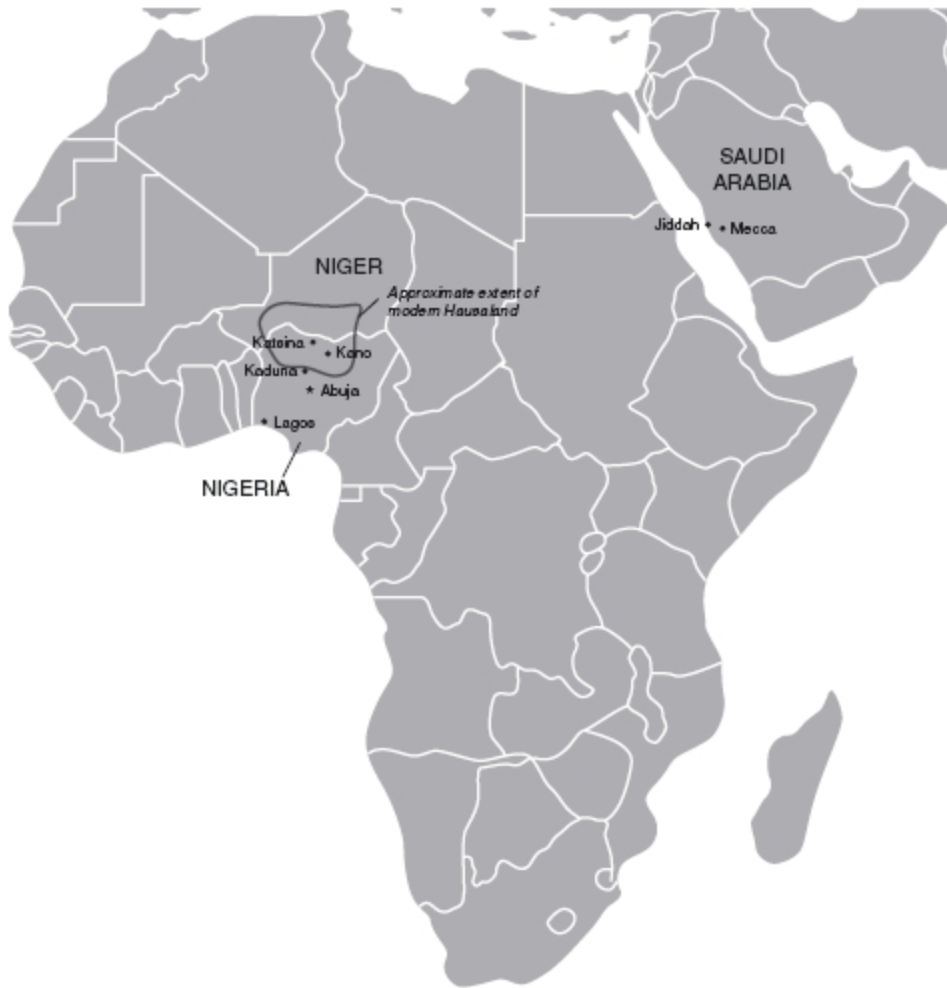 SAUDI
ARABIA
Jiddah
Mecca
NIGER
Approximate extent of
modern Hausaland
Katsina
Kano
Kaduna
Abuja
Lagos
NIGERIA